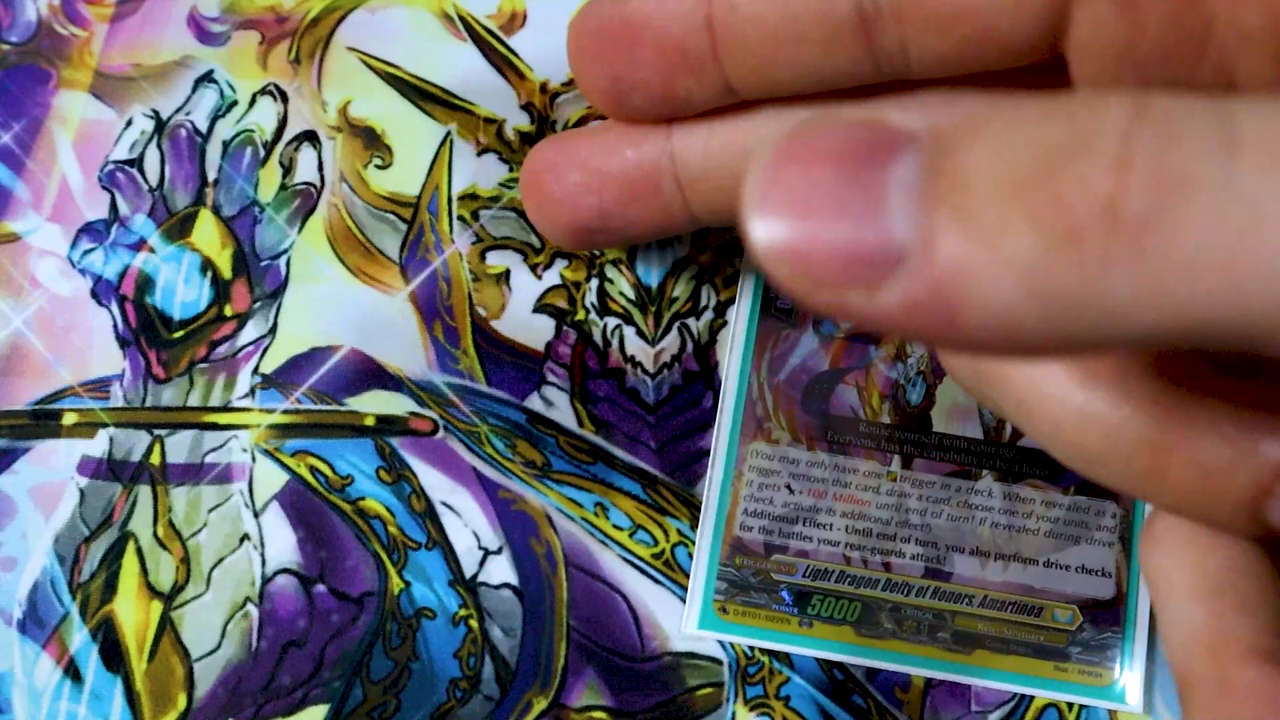 Rouse yourself with courage.
Everyone has the capability to be a hero.
(You may only have one trigger in a deck. When revealed as a
trigger, remove that card, draw a card, choose one of your units, and
it gets +100 Million until end of turn! If revealed during drive
check, activate its additional effect!)
Additional Effect - Until end of turn, you also perform drive checks
for the battles your rear-guards attack!
TRIGGER UNIT
Light Dragon Deity of Honors, Amartinoa
POWER 5000
Keter Sanctuary
D-BT01/022EN